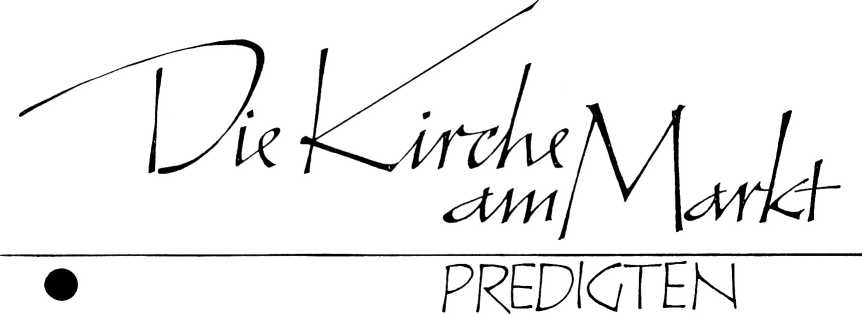 Die Kirche
am Markt
PREDIGTEN